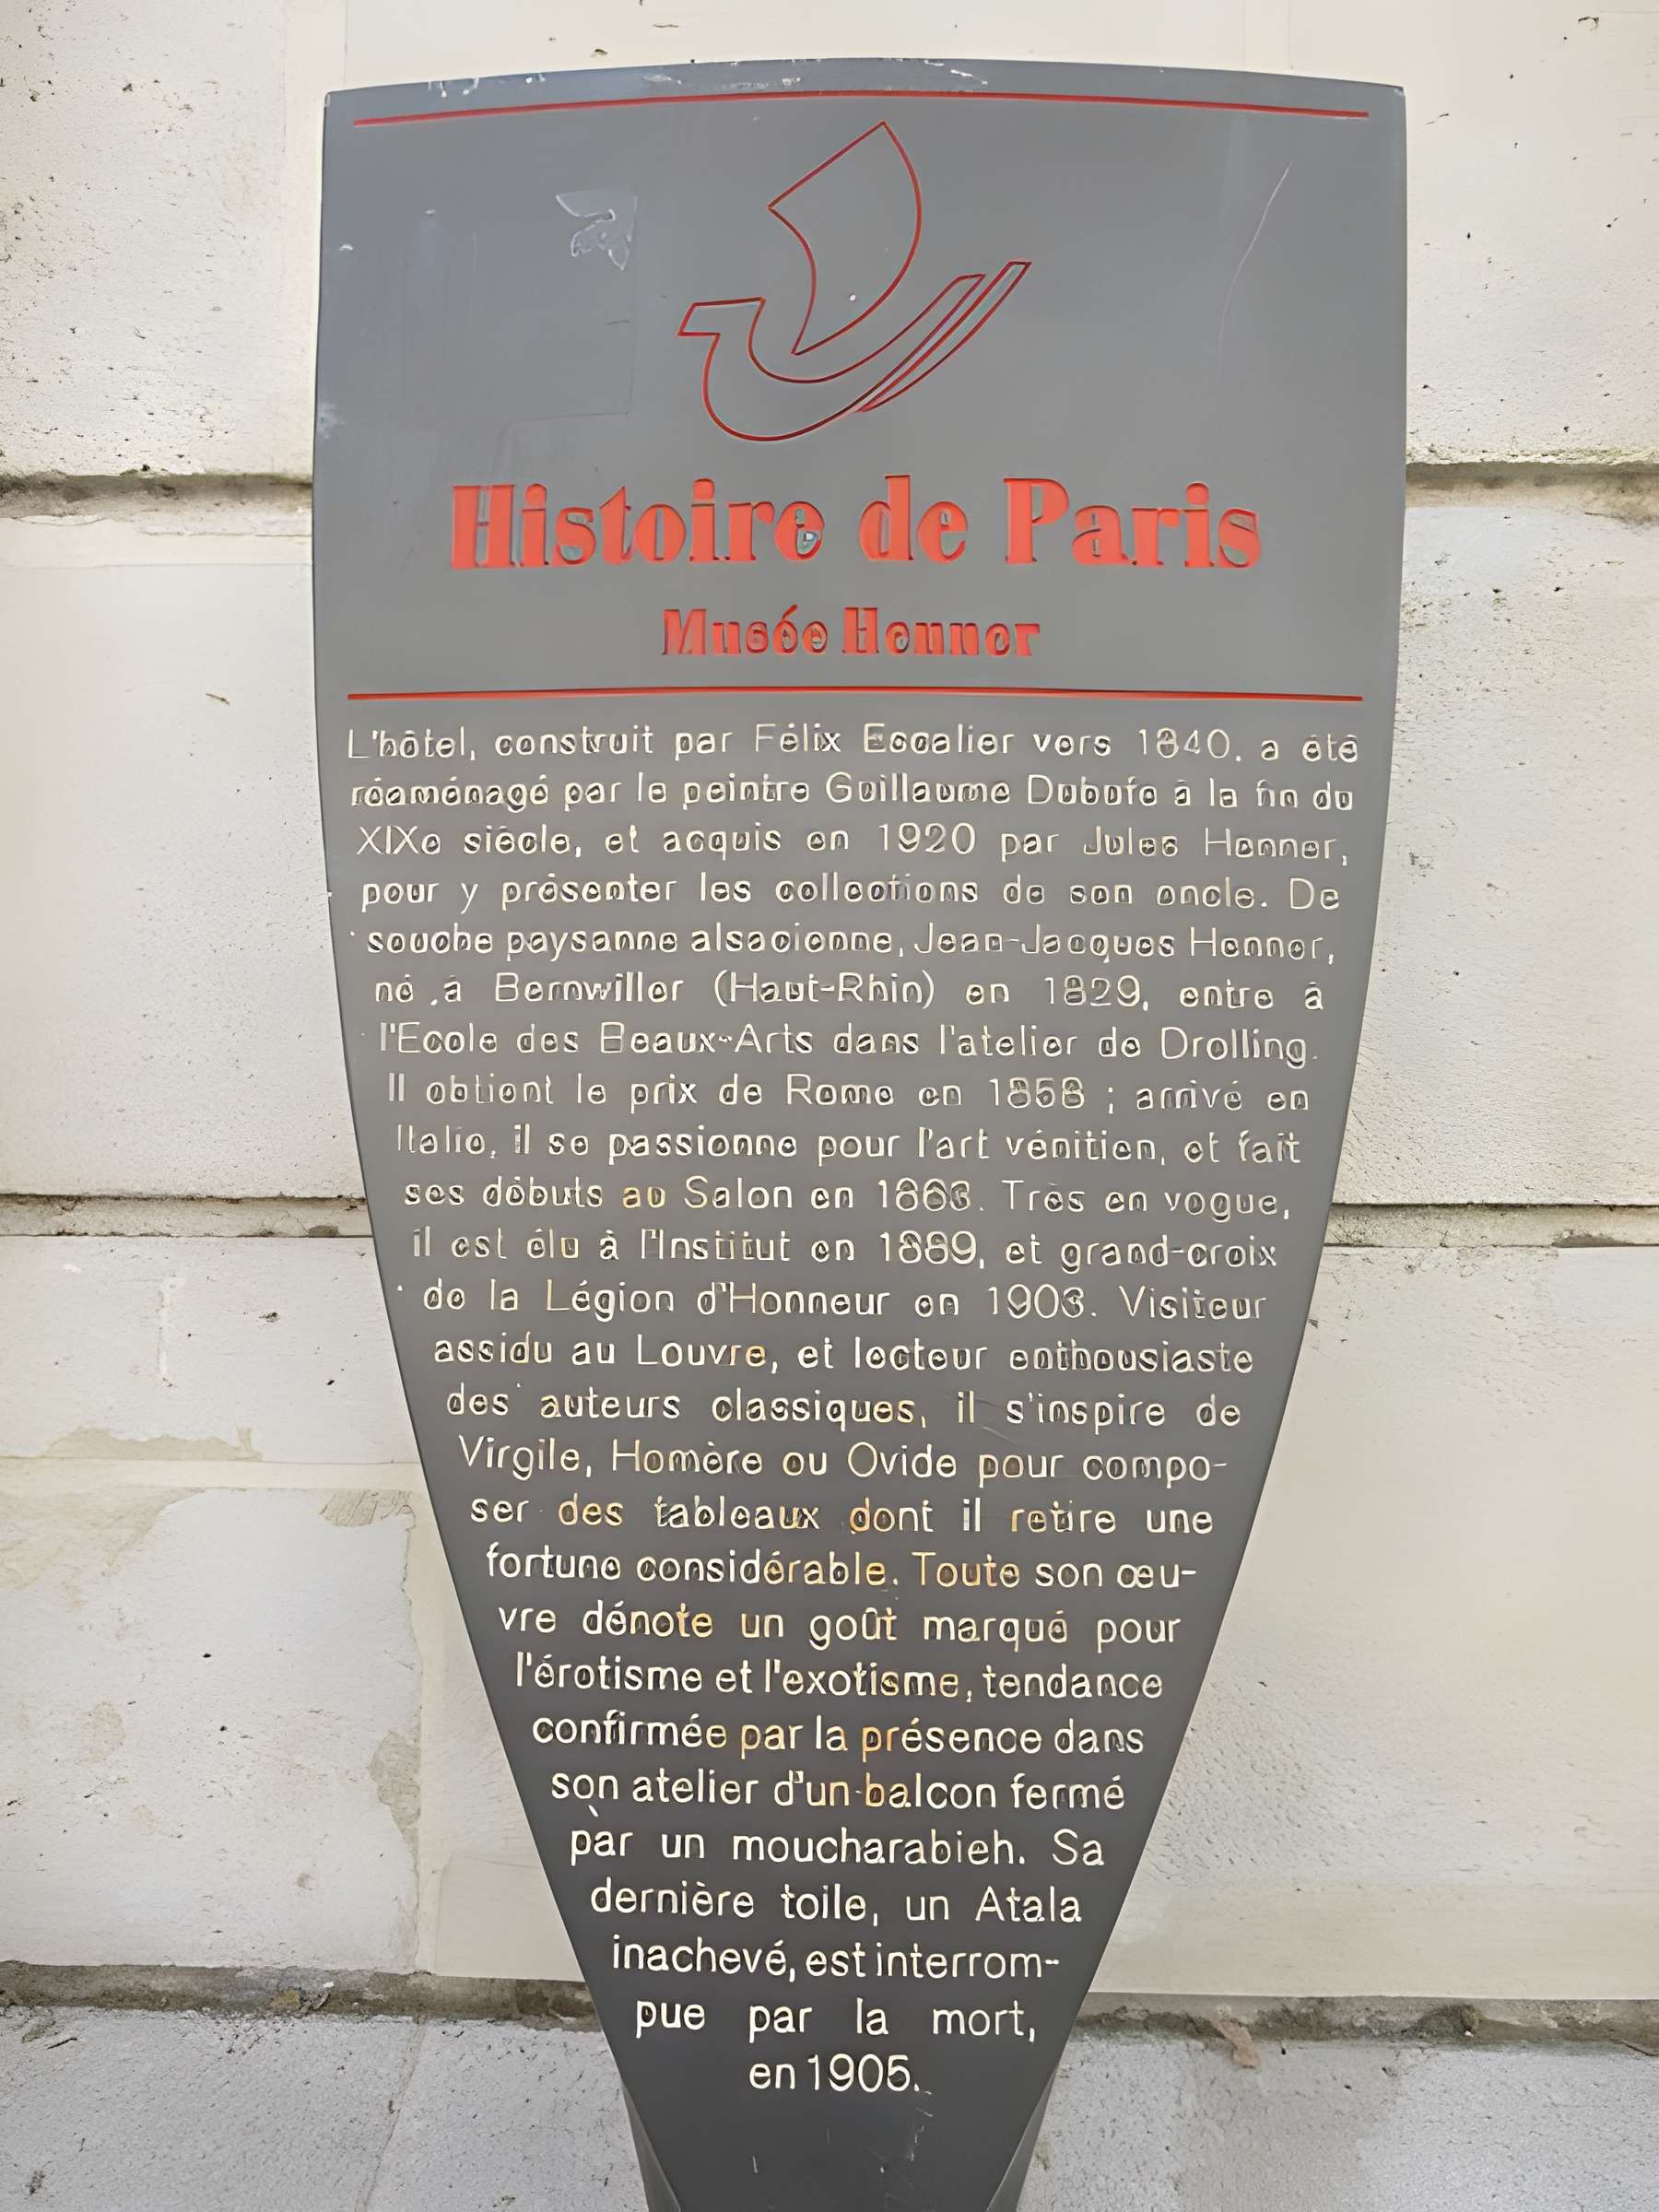 Histoire de Paris
Musée Henner
L'hôtel, construit par Félix Escalier vers 1840, a été
réaménagé par le peintre Guillaume Dubufe à la fin du
XIXe siècle, et acquis en 1920 par Jules Henner,
pour y présenter les collections de son oncle. De
souche paysanne alsacienne, Jean-Jacques Henner,
né à Bernwiller (Haut-Rhin) en 1829, entre à
l'Ecole des Beaux-Arts dans l'atelier de Drolling.
Il obtient le prix de Rome en 1858 ; arrivé en
Italie, il se passionne pour l'art vénitien, et fait
ses débuts au Salon en 1863. Très en vogue,
il est élu à l'Institut en 1889, et grand-croix
de la Légion d'Honneur en 1903. Visiteur
assidu au Louvre, et lecteur enthousiaste
des auteurs classiques, il s'inspire de
Virgile, Homère ou Ovide pour compo-
ser des tableaux dont il retire une
fortune considérable. Toute son œu-
vre dénote un goût marqué pour
l'érotisme et l'exotisme, tendance
confirmée par la présence dans
son atelier d'un balcon fermé
par un moucharabieh. Sa
dernière toile, un Atala
inachevé, est interrom-
pue par la mort,
en 1905.